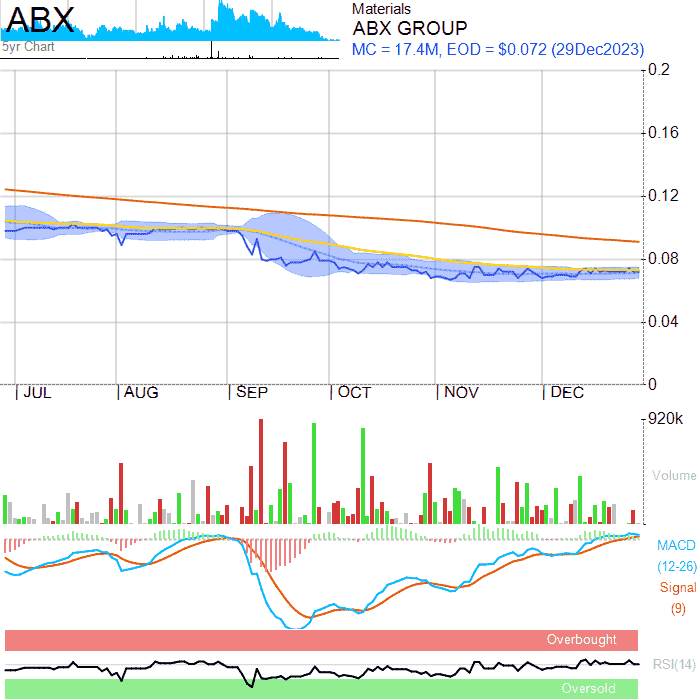 ABX
5yr Chart
Materials
ABX GROUP
MC = 17.4M, EOD = $0.072 (29Dec2023)
0.2
0.16
0.12
0.08
0.04
0
JUL AUG SEP OCT NOV DEC
920k
Volume
MACD
(12-26)
Signal
(9)
Overbought
RSI(14)
Oversold